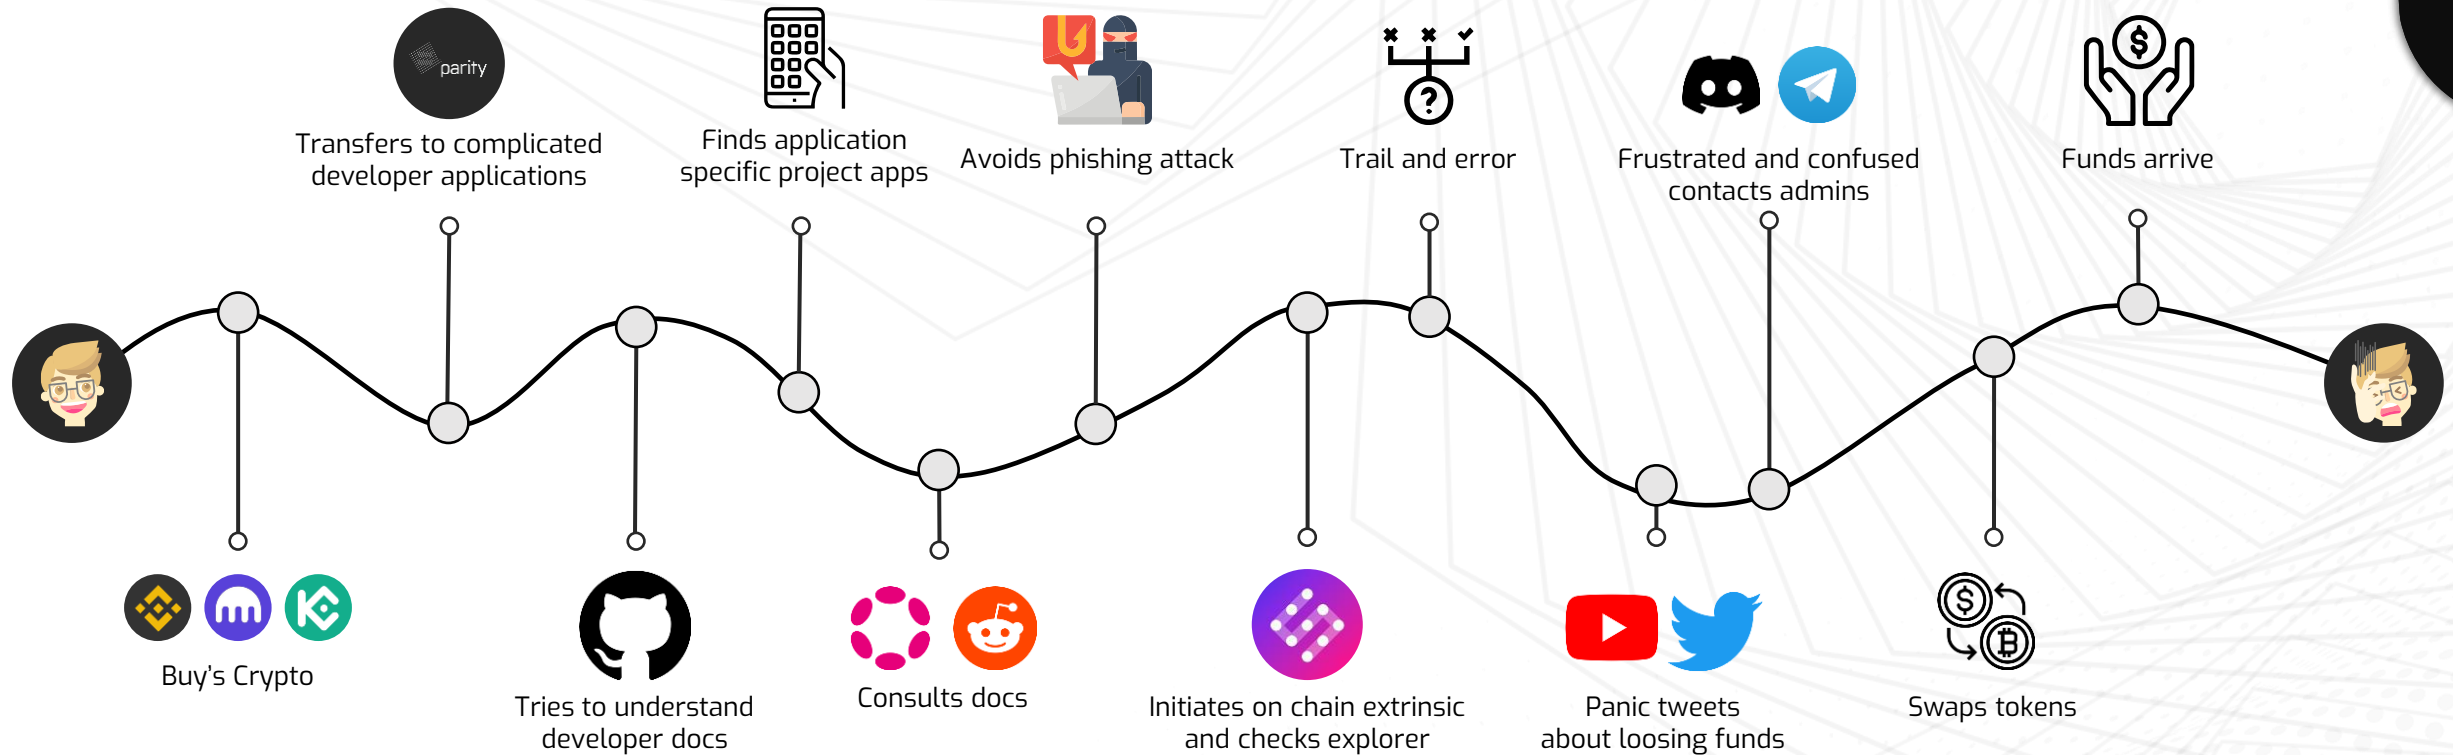 parity
Transfers to complicated
developer applications
Finds application
specific project apps
Avoids phishing attack
Trail and error
Frustrated and confused
contacts admins
Funds arrive
Buy's Crypto
Tries to understand
developer docs
Consults docs
Initiates on chain extrinsic
and checks explorer
Panic tweets
about loosing funds
Swaps tokens